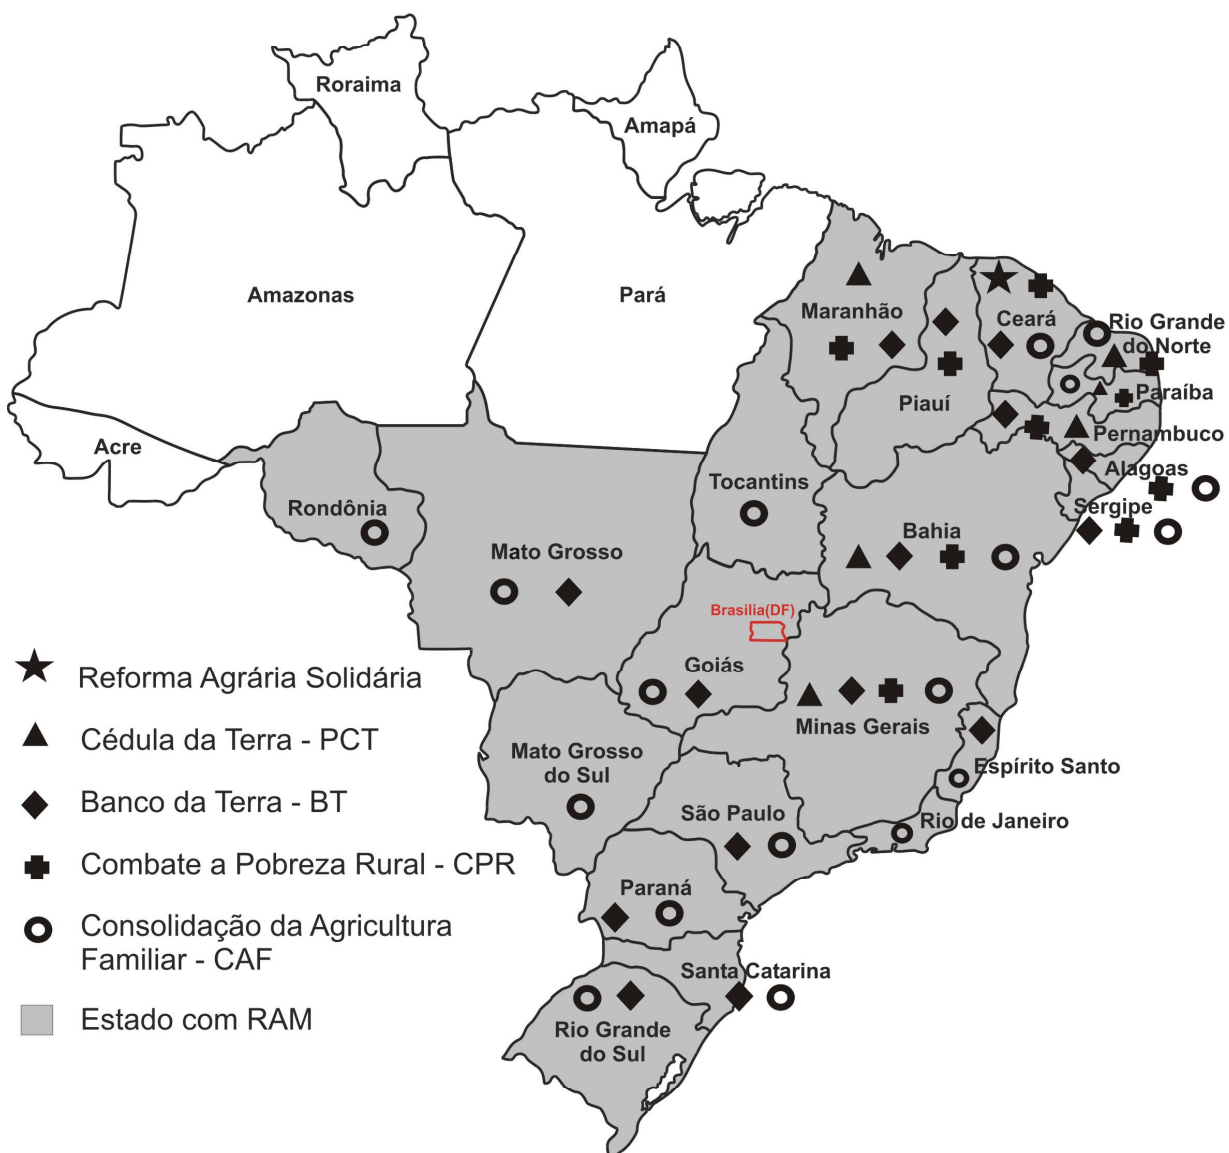 Roraima
Amapá
Amazonas
Pará
Maranhão
Ceará
Rio Grande
do Norte
Piauí
Paraíba
Acre
Pernambuco
Alagoas
Tocantins
Rondônia
Sergipe
Bahia
Mato Grosso
Brasilia(DF)
Goiás
Minas Gerais
Mato Grosso
do Sul
Espírito Santo
São Paulo
Rio de Janeiro
Paraná
Santa Catarina
Rio Grande
do Sul
Reforma Agrária Solidária
Cédula da Terra - PCT
Banco da Terra - BT
Combate a Pobreza Rural - CPR
Consolidação da Agricultura
Familiar - CAF
Estado com RAM